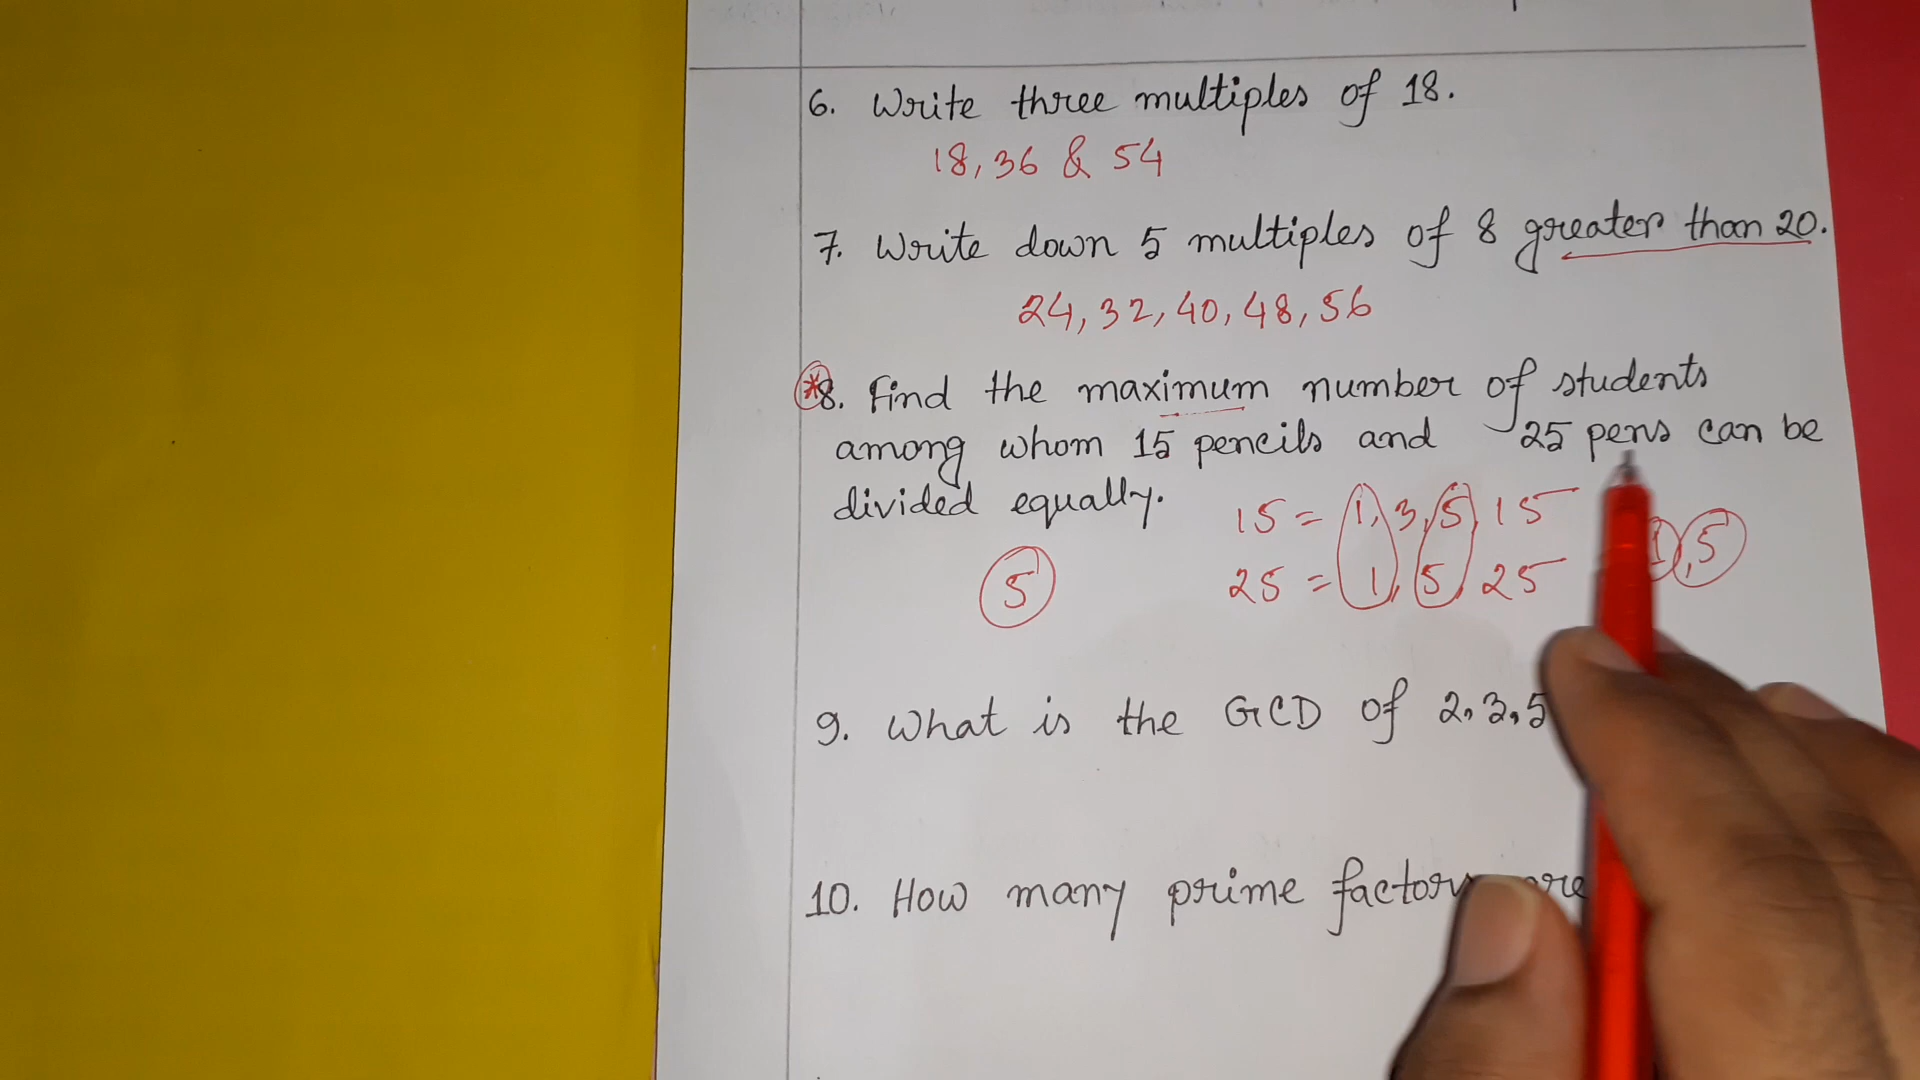 6. Write three multiples of 18.
18, 36 & 54
7. Write down 5 multiples of 8 greater than 20.
24, 32, 40, 48, 56
*8. Find the maximum number of students
among whom 15 pencils and 25 pens can be
divided equally.
15 = 1, 3, 5, 15
25 = 1, 5, 25
1, 5
5
9. What is the GCD of 2, 3, 5
10. How many prime factors are